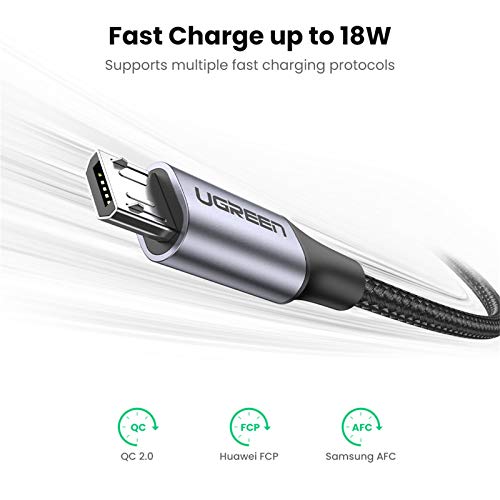 Fast Charge up to 18W
Supports multiple fast charging protocols
UGREEN
QC
FCP
AFC
QC 2.0
Huawei FCP
Samsung AFC